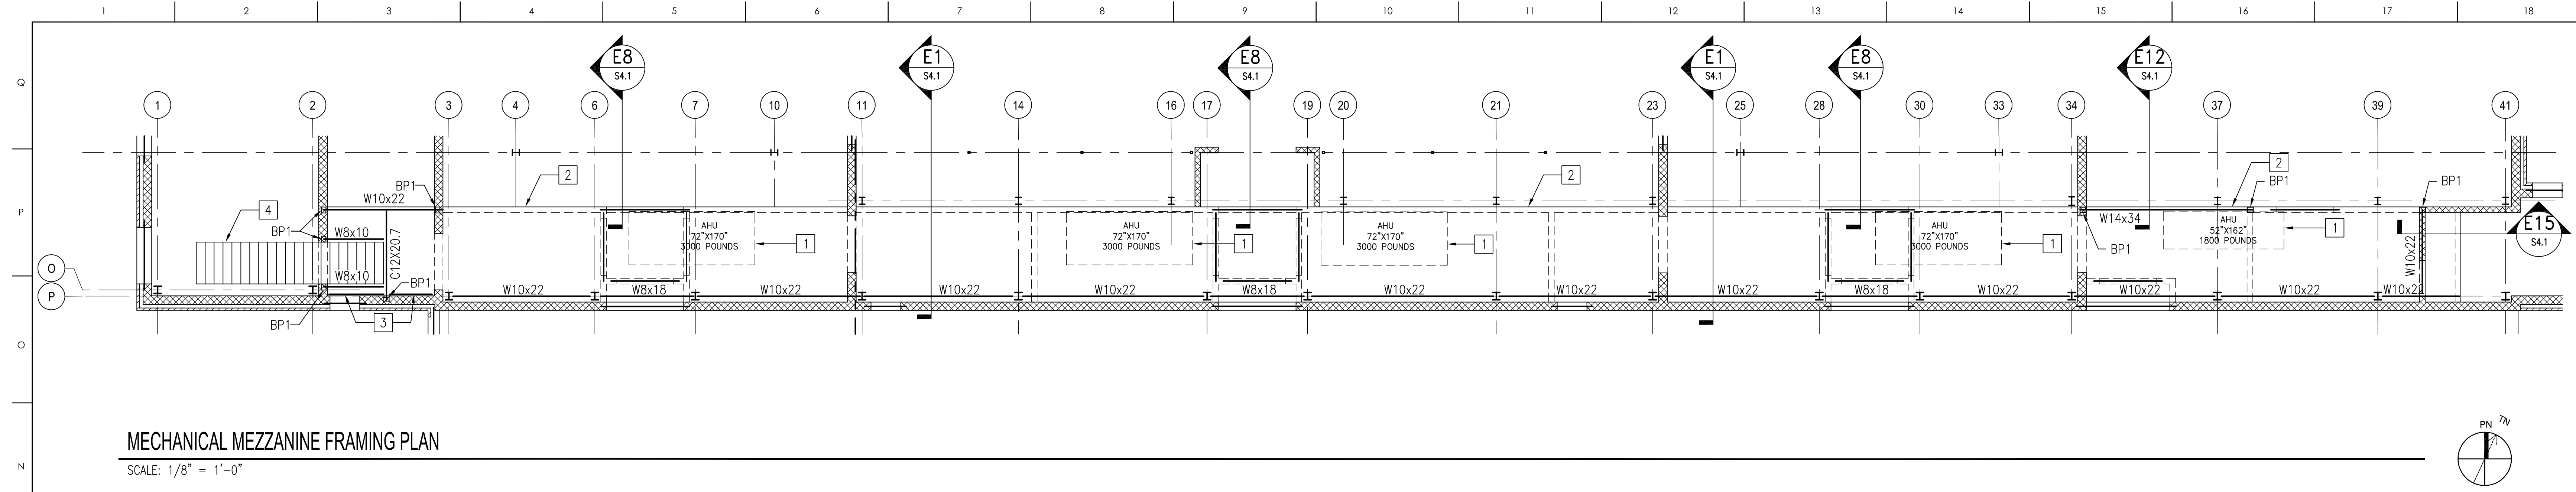 1 2 3 4 5 6 7 8 9 10 11 12 13 14 15 16 17 18
Q
P
O
N
E8
S4.1
E1
S4.1
E8
S4.1
E1
S4.1
E8
S4.1
E12
S4.1
1 2 3 4 6 7 10 11 14 16 17 19 20 21 23 25 28 30 33 34 37 39 41
2
2
2
BP1
W10x22
BP1
BP1
4
BP1
W8x10
C12X20.7
W8x10
BP1
BP1
3
O
P
AHU
72"X170"
3000 POUNDS
1
AHU
72"X170"
3000 POUNDS
1
AHU
72"X170"
3000 POUNDS
1
AHU
72"X170"
3000 POUNDS
1
W14x34
BP1
AHU
52"X162"
1800 POUNDS
1
W10x22
E15
S4.1
W10x22 W8x18 W10x22 W10x22 W10x22 W8x18 W10x22 W10x22 W10x22 W8x18 W10x22 W10x22 W10x22 W10x22
MECHANICAL MEZZANINE FRAMING PLAN
SCALE: 1/8" = 1'-0"
PN TN